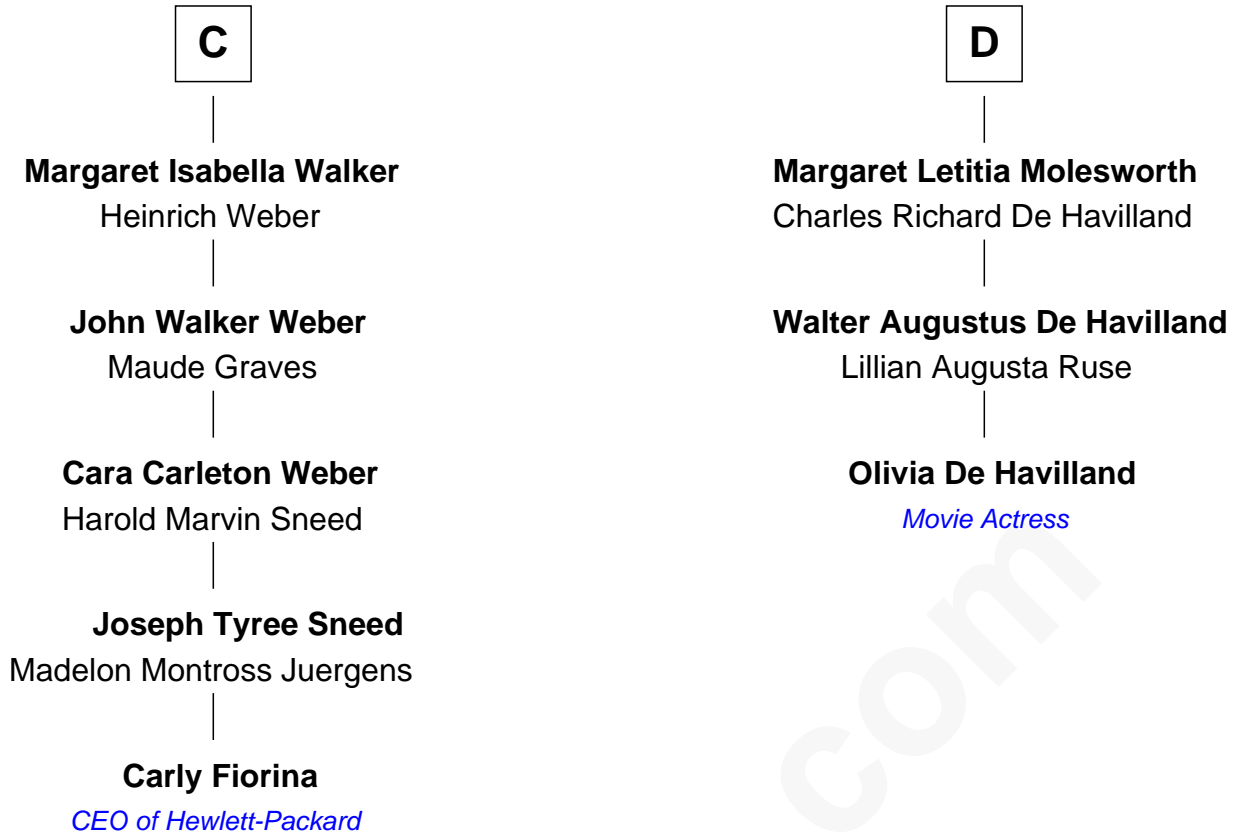 C
Margaret Isabella Walker
Heinrich Weber
John Walker Weber
Maude Graves
Cara Carleton Weber
Harold Marvin Sneed
Joseph Tyree Sneed
Madelon Montross Juergens
Carly Fiorina
CEO of Hewlett-Packard
D
Margaret Letitia Molesworth
Charles Richard De Havilland
Walter Augustus De Havilland
Lillian Augusta Ruse
Olivia De Havilland
Movie Actress
com